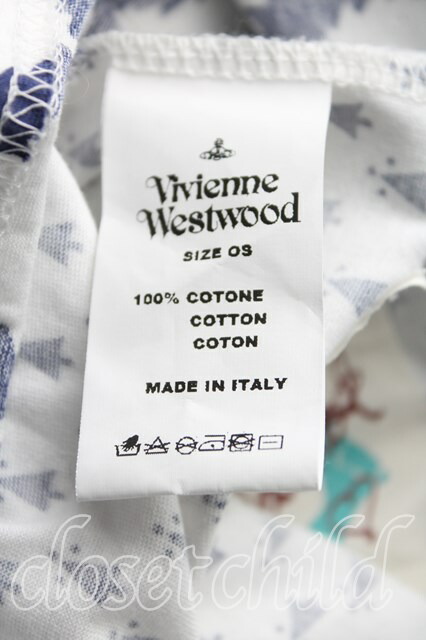 Vivienne
Westwood
SIZE OS
100% COTONE
COTTON
COTON
MADE IN ITALY
closet child